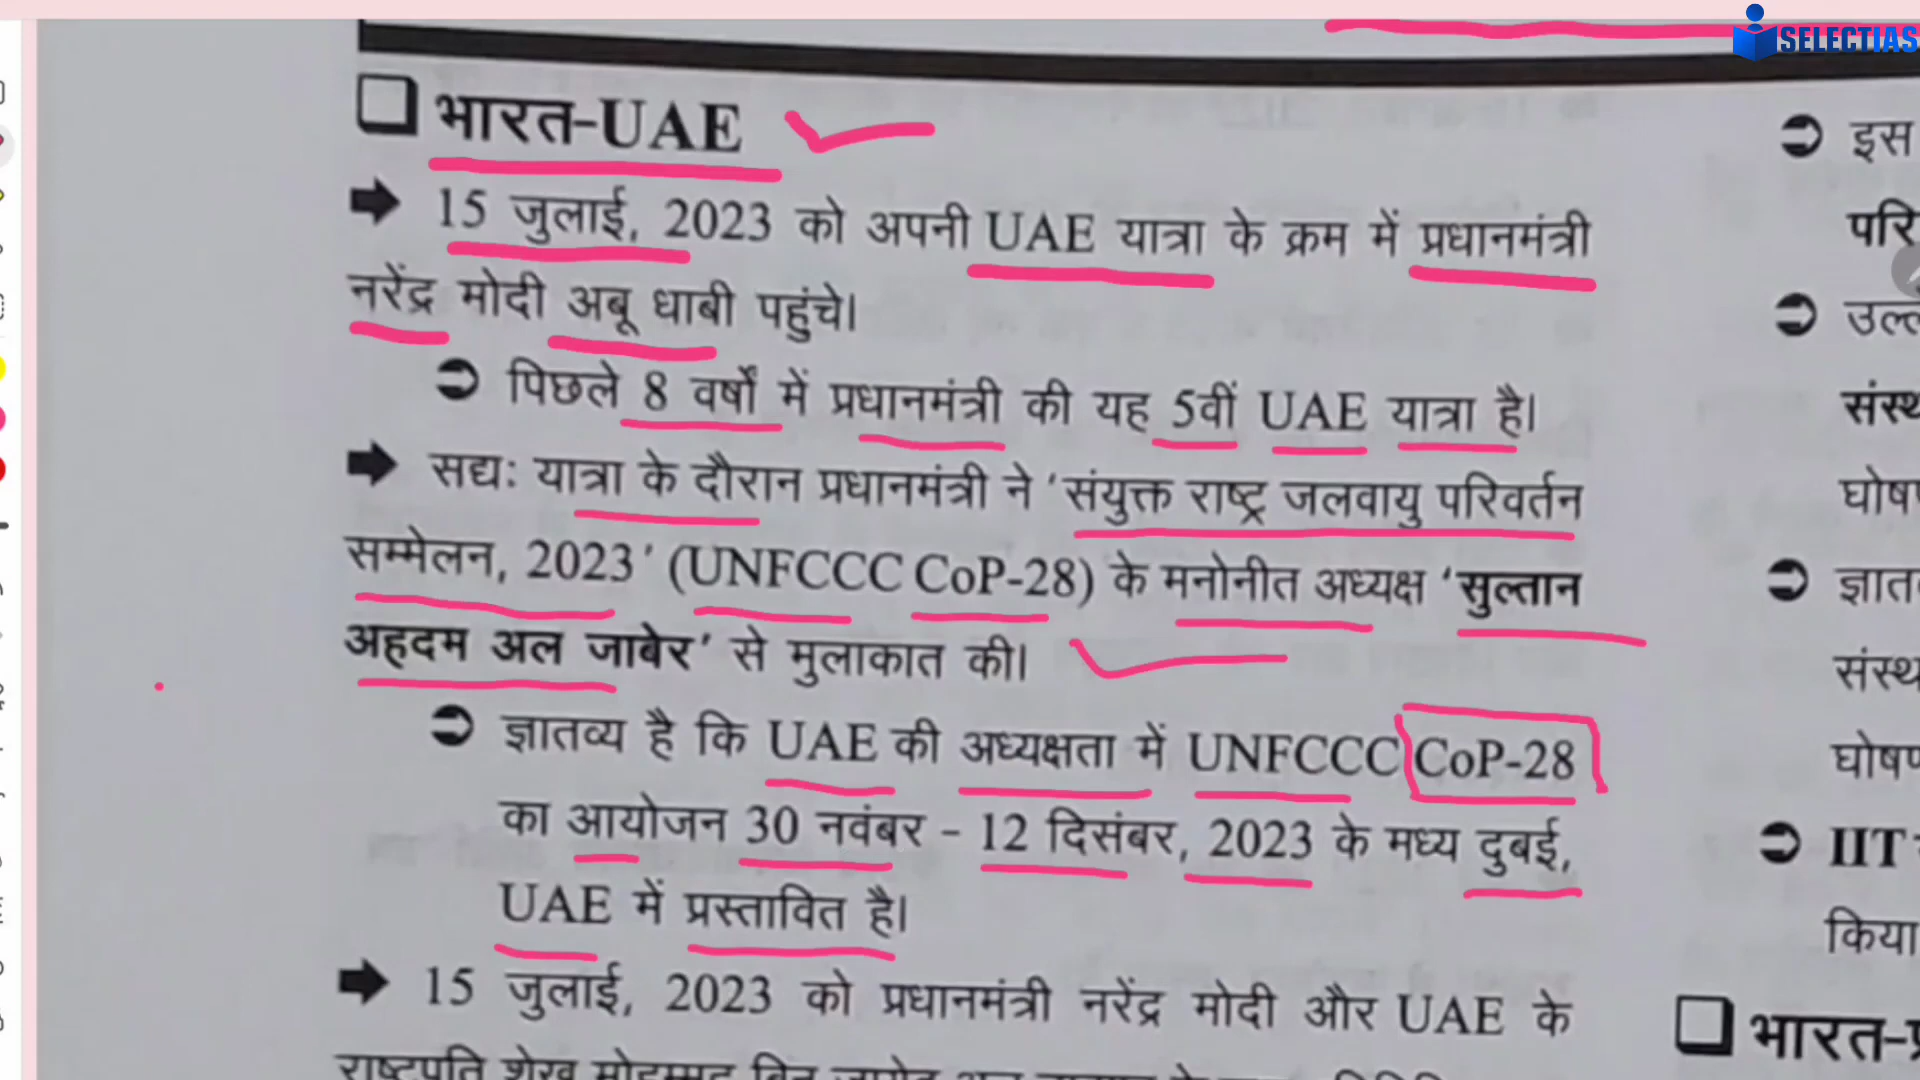 SELECTIAS
भारत-UAE
15 जुलाई, 2023 को अपनी UAE यात्रा के क्रम में प्रधानमंत्री
नरेंद्र मोदी अबू धाबी पहुंचे।
पिछले 8 वर्षों में प्रधानमंत्री की यह 5वीं UAE यात्रा है।
सद्यः यात्रा के दौरान प्रधानमंत्री ने ‘संयुक्त राष्ट्र जलवायु परिवर्तन
सम्मेलन, 2023’ (UNFCCC CoP-28) के मनोनीत अध्यक्ष ‘सुल्तान
अहदम अल जाबेर’ से मुलाकात की।
ज्ञातव्य है कि UAE की अध्यक्षता में UNFCCC CoP-28
का आयोजन 30 नवंबर - 12 दिसंबर, 2023 के मध्य दुबई,
UAE में प्रस्तावित है।
15 जुलाई, 2023 को प्रधानमंत्री नरेंद्र मोदी और UAE के
राष्ट्रपति शेख मोहम्मद बिन
इस
घोष
IIT
किया
भारत-